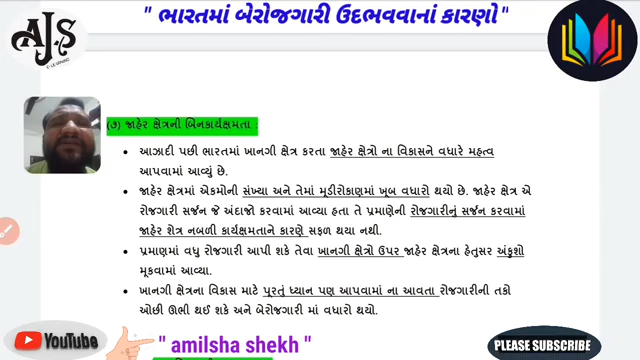 " ભારતમાં બેરોજગારી ઉદભવવાનાં કારણો "
AJS
(૭) જાહેર ક્ષેત્રની બિનકાર્યક્ષમતા :
• આઝાદી પછી ભારતમાં ખાનગી ક્ષેત્ર કરતા જાહેર ક્ષેત્રો ના વિકાસને વધારે મહત્વ
આપવામાં આવ્યું છે.
• જાહેર ક્ષેત્રમાં એકમોની સંખ્યા અને તેમાં મૂડીરોકાણમાં ખૂબ વધારો થયો છે. જાહેર ક્ષેત્ર એ
રોજગારી સર્જન જે અંદાજો કરવામાં આવ્યા હતા તે પ્રમાણેની રોજગારીનું સર્જન કરવામાં
જાહેર શેત્ર નબળી કાર્યક્ષમતાને કારણે સફળ થયા નથી.
• પ્રમાણમાં વધુ રોજગારી આપી શકે તેવા ખાનગી ક્ષેત્રો ઉપર જાહેર ક્ષેત્રના હેતુસર અંકુશો
મૂકવામાં આવ્યા.
• ખાનગી ક્ષેત્રના વિકાસ માટે પૂરતું ધ્યાન પણ આપવામાં ના આવતા રોજગારીની તકો
ઓછી ઊભી થઈ શકે અને બેરોજગારી માં વધારો થયો.
YouTube
" amilsha shekh "
PLEASE SUBSCRIBE